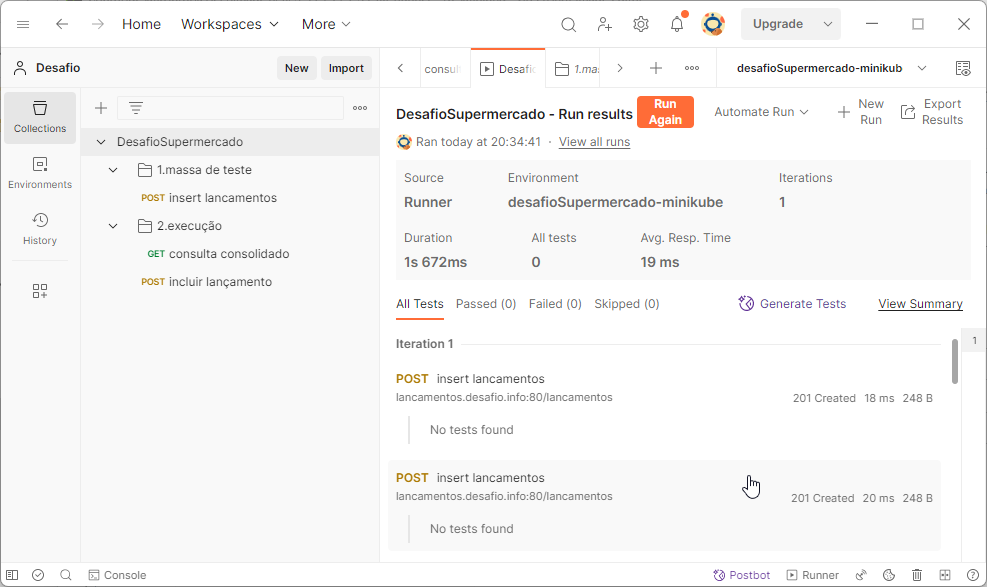 Home Workspaces More Upgrade
Desafio New Import
consul Desafio 1.mas desafioSupermercado-minikub
Collections
Environments
History
DesafioSupermercado
1.massa de teste
POST insert lancamentos
2.execução
GET consulta consolidado
POST incluir lançamento
DesafioSupermercado - Run results Run Again Automate Run New Run Export Results
Ran today at 20:34:41 · View all runs
Source Environment Iterations
Runner desafioSupermercado-minikube 1
Duration All tests Avg. Resp. Time
1s 672ms 0 19 ms
All Tests Passed (0) Failed (0) Skipped (0) Generate Tests View Summary
Iteration 1 1
POST insert lancamentos
lancamentos.desafio.info:80/lancamentos 201 Created 18 ms 248 B
No tests found
POST insert lancamentos
lancamentos.desafio.info:80/lancamentos 201 Created 20 ms 248 B
No tests found
Console Postbot Runner